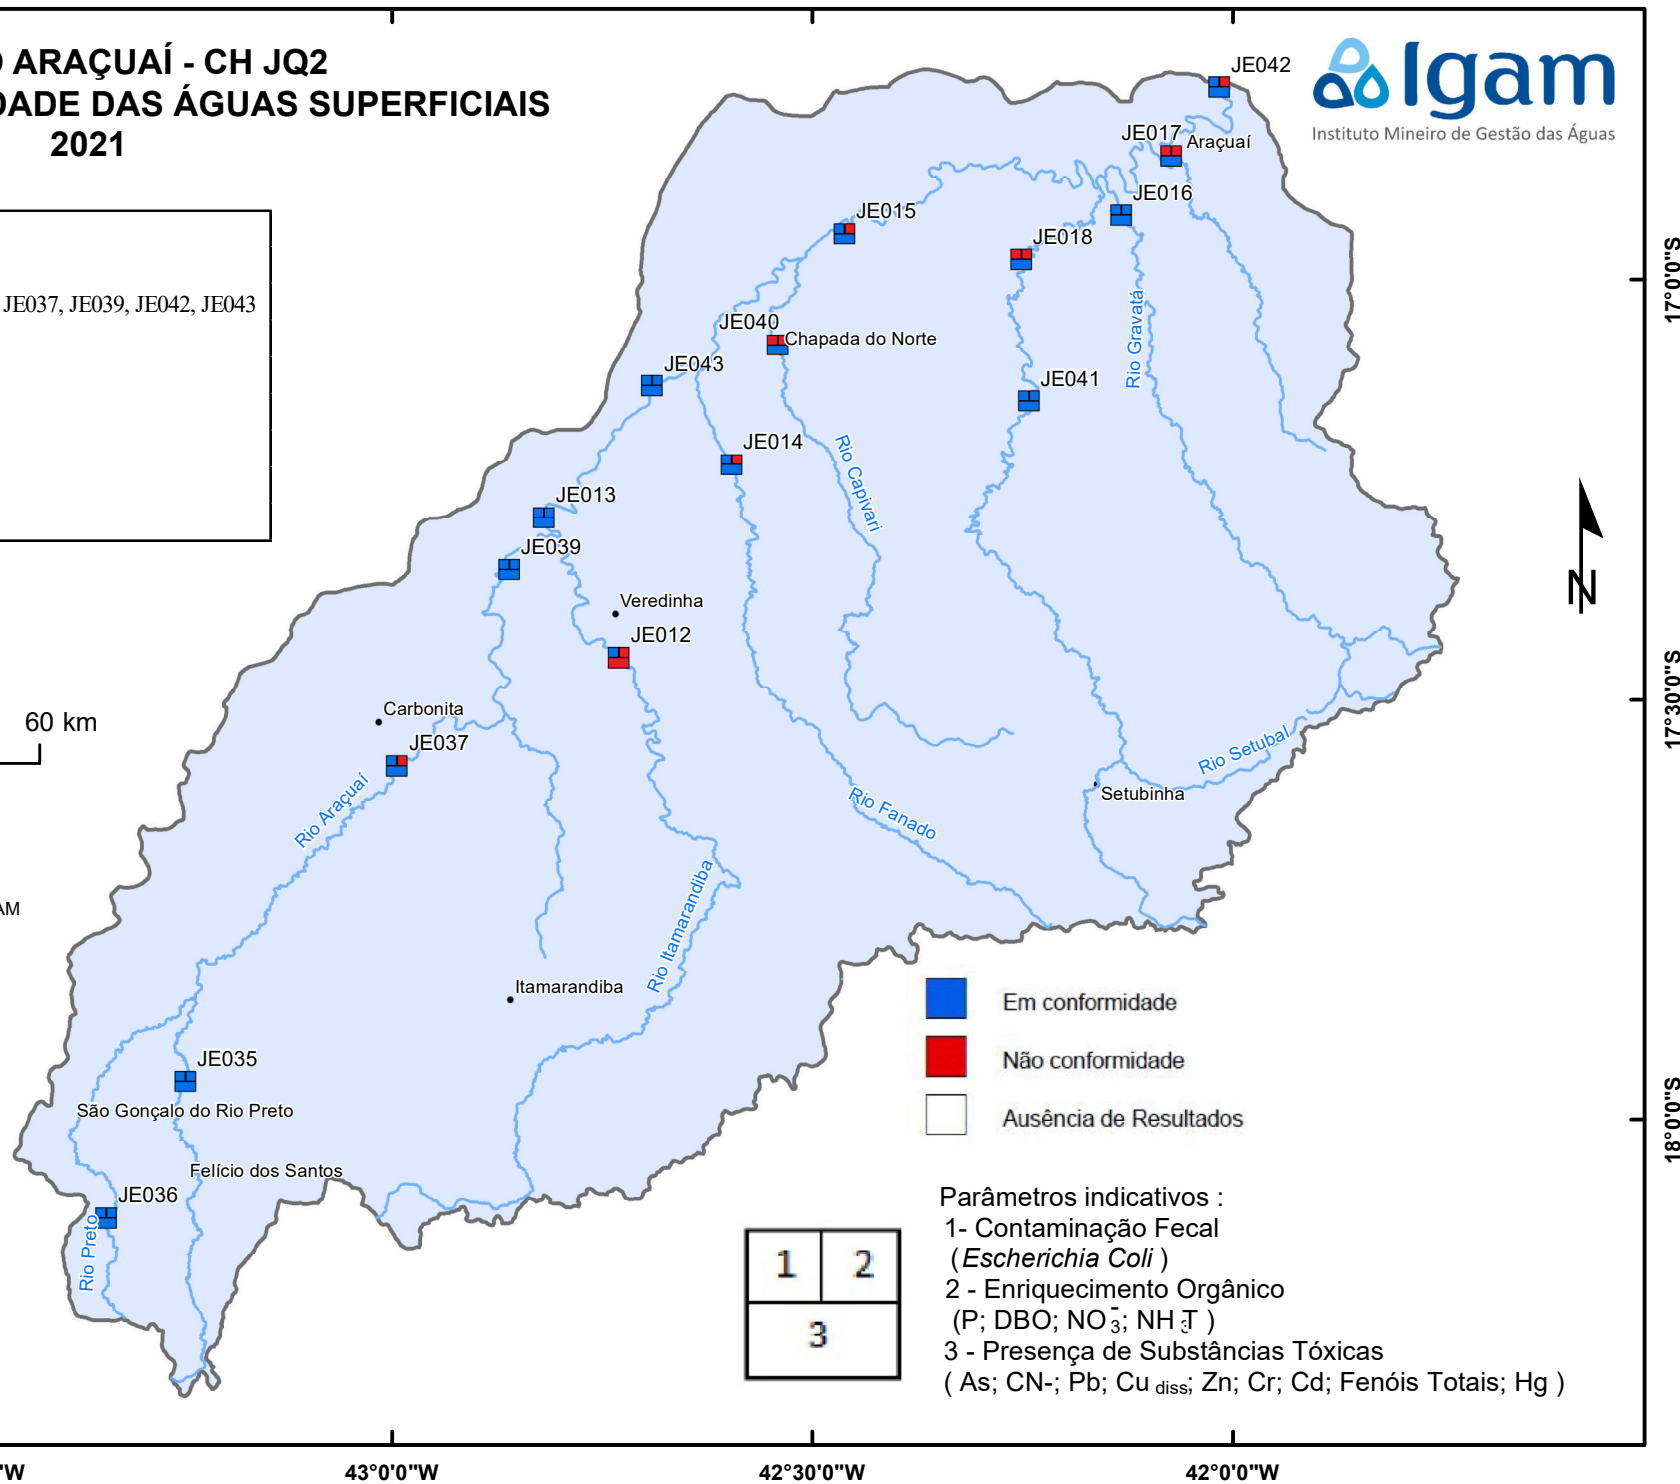 ARAÇUAÍ - CH JQ2
DADE DAS ÁGUAS SUPERFICIAIS
2021
Igam
Instituto Mineiro de Gestão das Águas
JE042
JE017
Araçuaí
JE016
JE015
JE018
JE037, JE039, JE042, JE043
Rio Gravatá
JE040
Chapada do Norte
JE043
JE041
JE014
Rio Capivari
JE013
JE039
Veredinha
JE012
Carbonita
JE037
60 km
Rio Araçuaí
Rio Setubal
Setubinha
Rio Fanado
AM
Rio Itamarandiba
Itamarandiba
JE035
São Gonçalo do Rio Preto
Felício dos Santos
JE036
Rio Preto
N
Em conformidade
Não conformidade
Ausência de Resultados
1 2
3
Parâmetros indicativos :
1- Contaminação Fecal
(Escherichia Coli )
2 - Enriquecimento Orgânico
(P; DBO; NO3-; NH3T )
3 - Presença de Substâncias Tóxicas
( As; CN-; Pb; Cu diss; Zn; Cr; Cd; Fenóis Totais; Hg )
17°0'0"S
17°30'0"S
18°0'0"S
"W
43°0'0"W
42°30'0"W
42°0'0"W